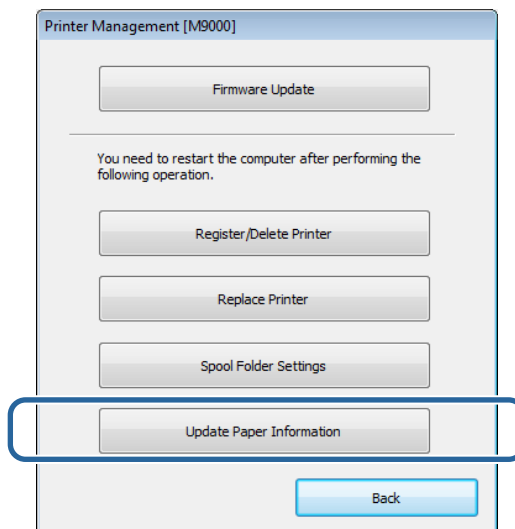 Printer Management [M9000]
Firmware Update
You need to restart the computer after performing the
following operation.
Register/Delete Printer
Replace Printer
Spool Folder Settings
Update Paper Information
Back